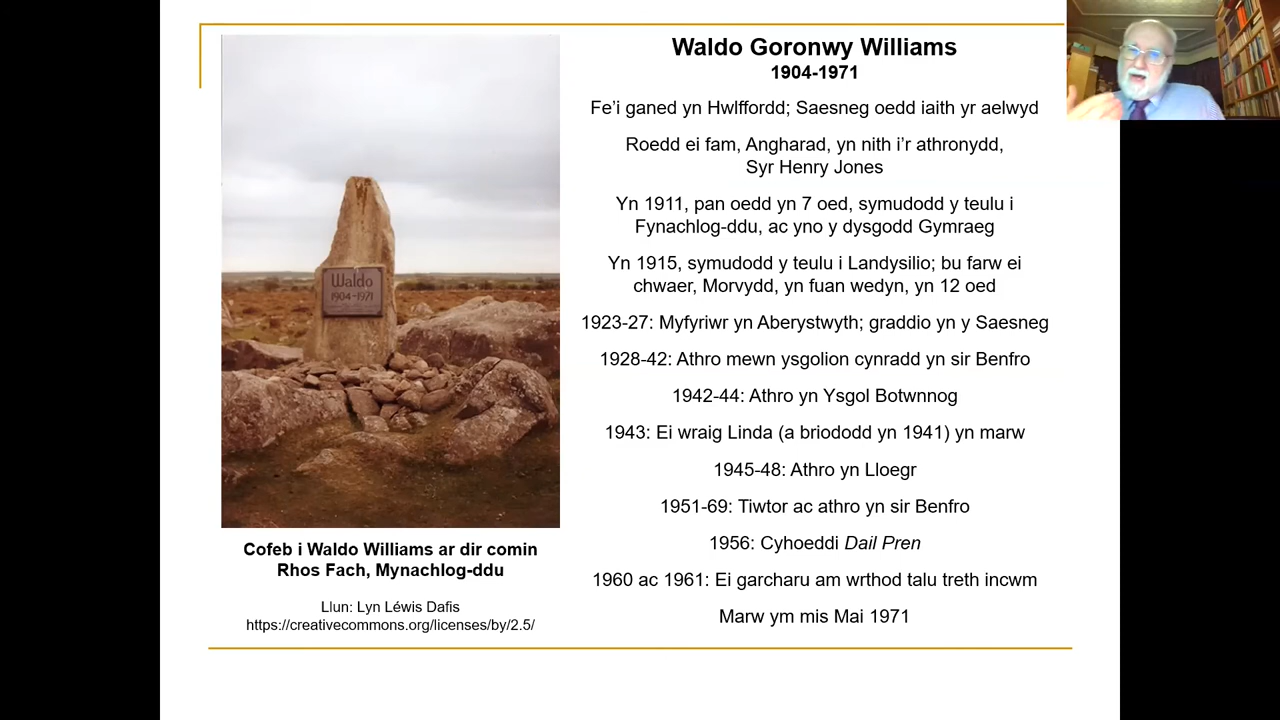 Waldo Goronwy Williams
1904-1971
Fe’i ganed yn Hwlffordd; Saesneg oedd iaith yr aelwyd
Roedd ei fam, Angharad, yn nith i’r athronydd,
Syr Henry Jones
Yn 1911, pan oedd yn 7 oed, symudodd y teulu i
Fynachlog-ddu, ac yno y dysgodd Gymraeg
Yn 1915, symudodd y teulu i Landysilio; bu farw ei
chwaer, Morvydd, yn fuan wedyn, yn 12 oed
1923-27: Myfyriwr yn Aberystwyth; graddio yn y Saesneg
1928-42: Athro mewn ysgolion cynradd yn sir Benfro
1942-44: Athro yn Ysgol Botwnnog
1943: Ei wraig Linda (a briododd yn 1941) yn marw
1945-48: Athro yn Lloegr
1951-69: Tiwtor ac athro yn sir Benfro
1956: Cyhoeddi Dail Pren
1960 ac 1961: Ei garcharu am wrthod talu treth incwm
Marw ym mis Mai 1971
Waldo
1904-1971
Cofeb i Waldo Williams ar dir comin
Rhos Fach, Mynachlog-ddu
Llun: Lyn Léwis Dafis
https://creativecommons.org/licenses/by/2.5/